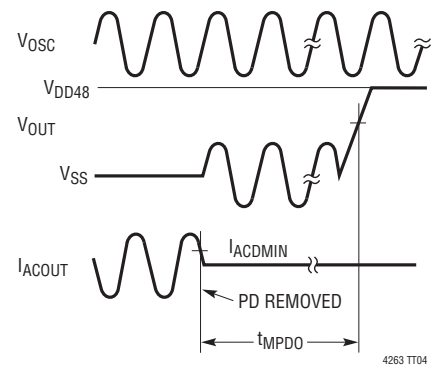 VOSC
VDD48
VOUT
VSS
IACOUT
IACDMIN
PD REMOVED
tMPDO
4263 TT04